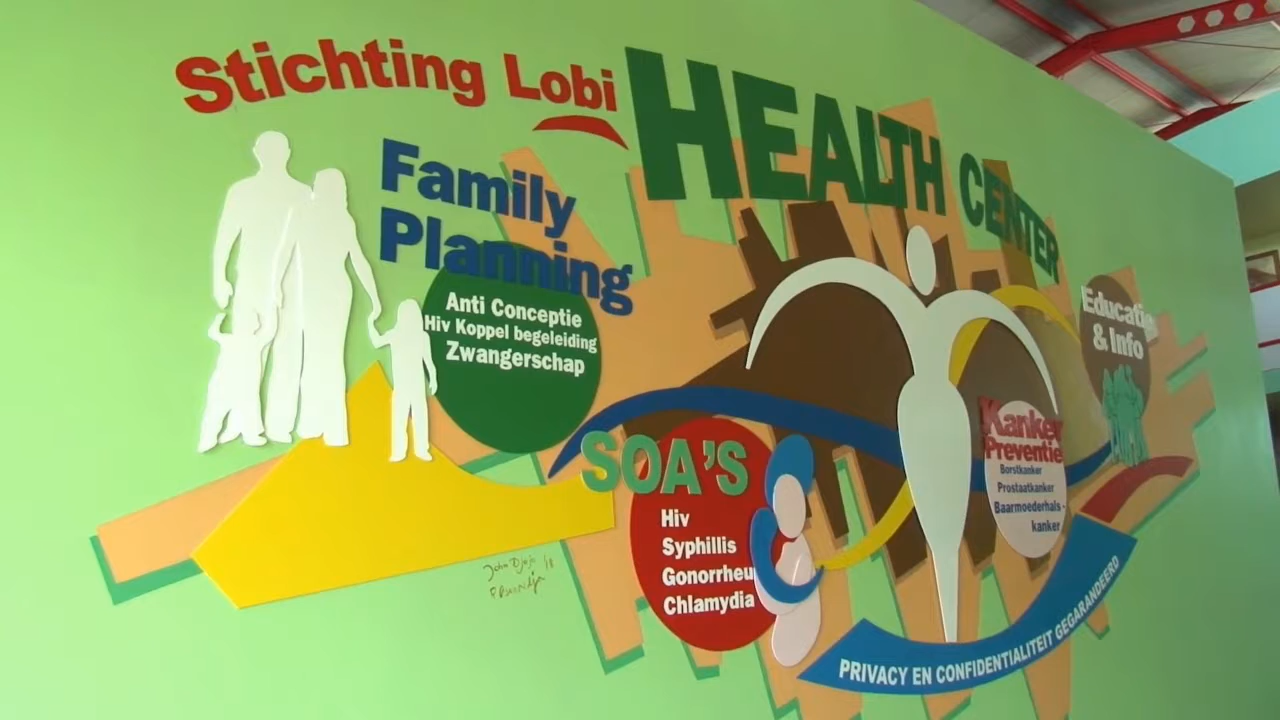 Stichting Lobi
HEALTH CENTER
Family
Planning
Anti Conceptie
Hiv Koppel begeleiding
Zwangerschap
SOA'S
Hiv
Syphillis
Gonorrheu
Chlamydia
Educatie
& Info
Kanker
Preventie
Borstkanker
Prostaatkanker
Baarmoederhals -
kanker
PRIVACY EN CONFIDENTIALITEIT GEGARANDEERD